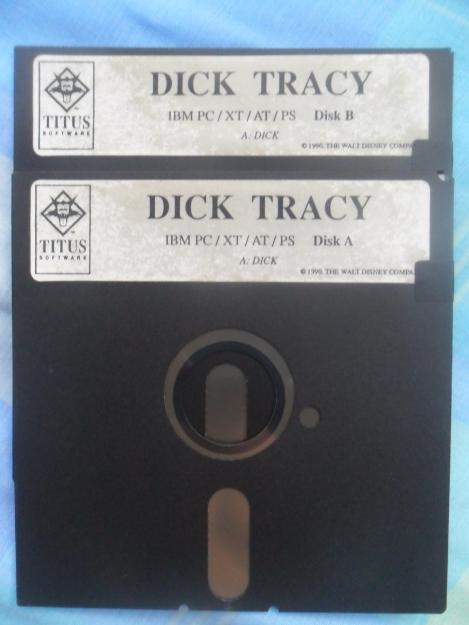 DICK TRACY
IBM PC / XT / AT / PS Disk B
A: DICK
TITUS
SOFTWARE
© 1990, THE WALT DISNEY COMPA
DICK TRACY
IBM PC / XT / AT / PS Disk A
A: DICK
TITUS
SOFTWARE
© 1990, THE WALT DISNEY COMPA